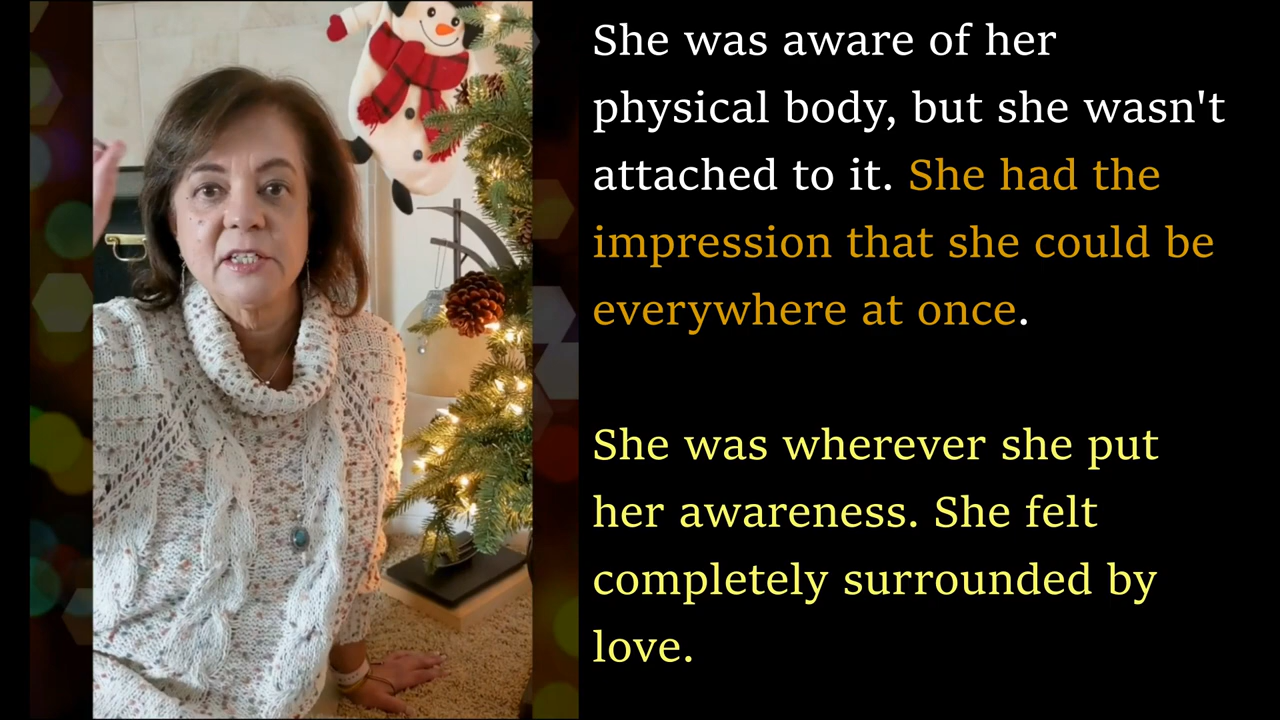 She was aware of her
physical body, but she wasn't
attached to it. She had the
impression that she could be
everywhere at once.
She was wherever she put
her awareness. She felt
completely surrounded by
love.